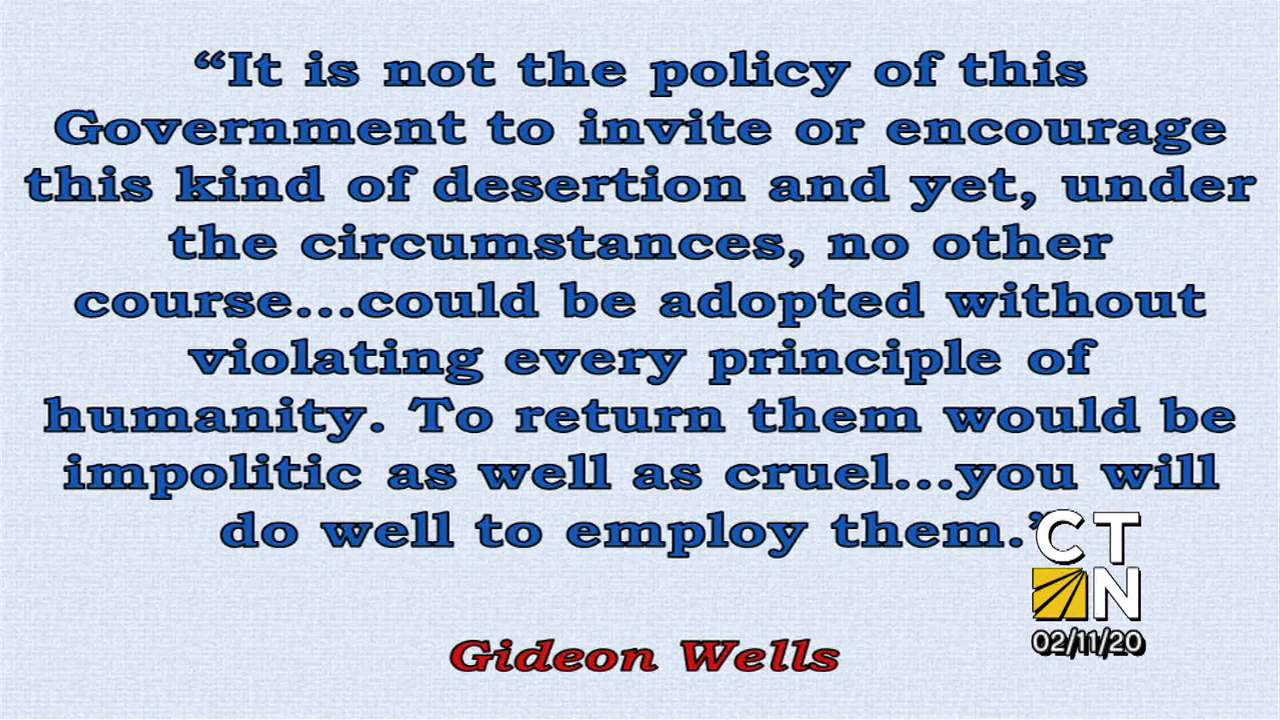 “It is not the policy of this
Government to invite or encourage
this kind of desertion and yet, under
the circumstances, no other
course...could be adopted without
violating every principle of
humanity. To return them would be
impolitic as well as cruel...you will
do well to employ them.”
CT
N
02/11/20
Gideon Wells